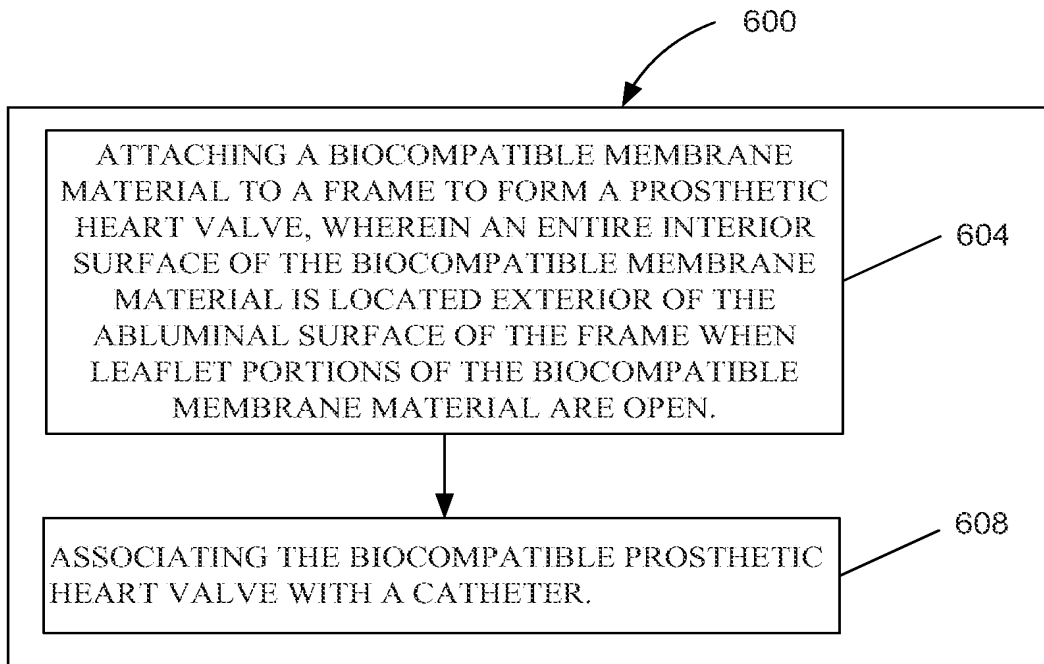 600
ATTACHING A BIOCOMPATIBLE MEMBRANE
MATERIAL TO A FRAME TO FORM A PROSTHETIC
HEART VALVE, WHEREIN AN ENTIRE INTERIOR
SURFACE OF THE BIOCOMPATIBLE MEMBRANE
MATERIAL IS LOCATED EXTERIOR OF THE
ABLUMINAL SURFACE OF THE FRAME WHEN
LEAFLET PORTIONS OF THE BIOCOMPATIBLE
MEMBRANE MATERIAL ARE OPEN.
604
ASSOCIATING THE BIOCOMPATIBLE PROSTHETIC
HEART VALVE WITH A CATHETER.
608